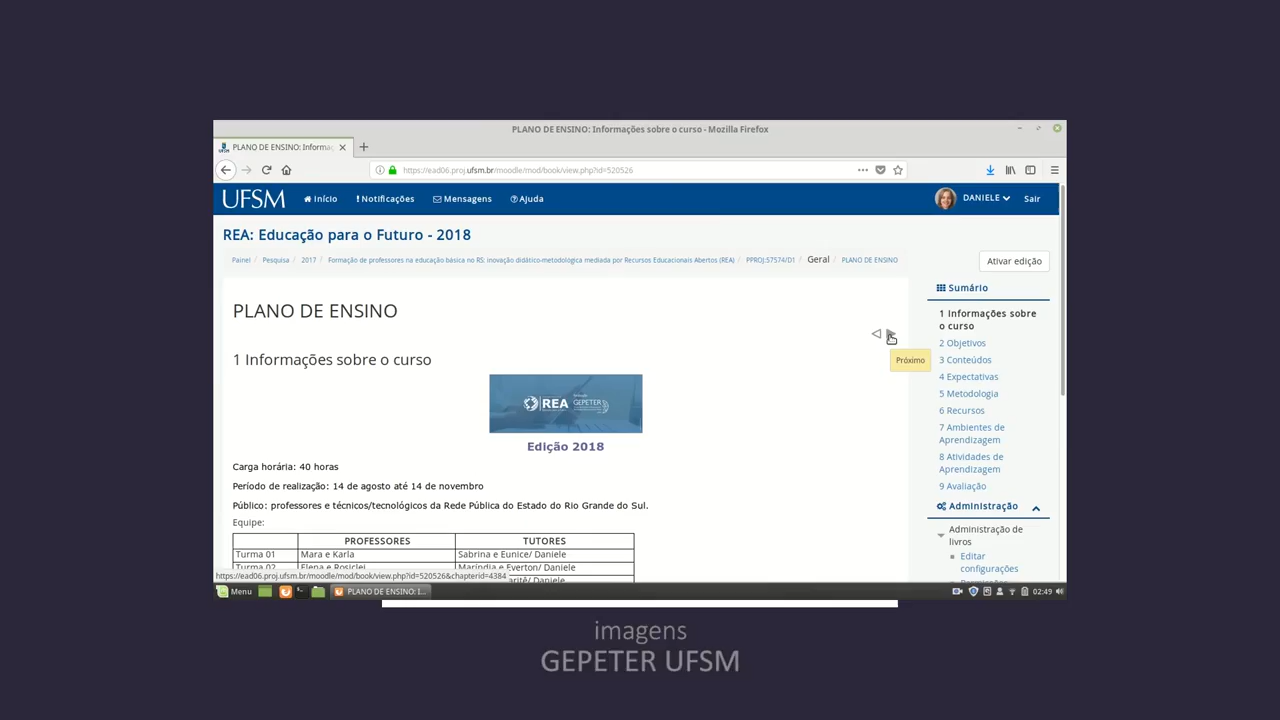 PLANO DE ENSINO: Informações sobre o curso - Mozilla Firefox
PLANO DE ENSINO: Informaç
https://ead06.proj.ufsm.br/moodle/mod/book/view.php?id=520526
UFSM
Início
Notificações
Mensagens
Ajuda
DANIELE
Sair
REA: Educação para o Futuro - 2018
Painel / Pesquisa / 2017 / Formação de professores na educação básica no RS: inovação didático-metodológica mediada por Recursos Educacionais Abertos (REA) / PPROJ:57574/D1 / Geral / PLANO DE ENSINO
Ativar edição
PLANO DE ENSINO
Próximo
1 Informações sobre o curso
REA
GEPETER
Edição 2018
Carga horária: 40 horas
Período de realização: 14 de agosto até 14 de novembro
Público: professores e técnicos/tecnológicos da Rede Pública do Estado do Rio Grande do Sul.
Equipe:
PROFESSORES TUTORES
Turma 01 Mara e Karla Sabrina e Eunice/ Daniele
Turma 02 Elena e Rosiclei Maríndia e Everton/ Daniele
Sumário
1 Informações sobre
o curso
2 Objetivos
3 Conteúdos
4 Expectativas
5 Metodologia
6 Recursos
7 Ambientes de
Aprendizagem
8 Atividades de
Aprendizagem
9 Avaliação
Administração
Administração de
livros
Editar
configurações
https://ead06.proj.ufsm.br/moodle/mod/book/view.php?id=520526&chapterid=4384
Menu
PLANO DE ENSINO: I...
02:49
imagens
GEPETER UFSM